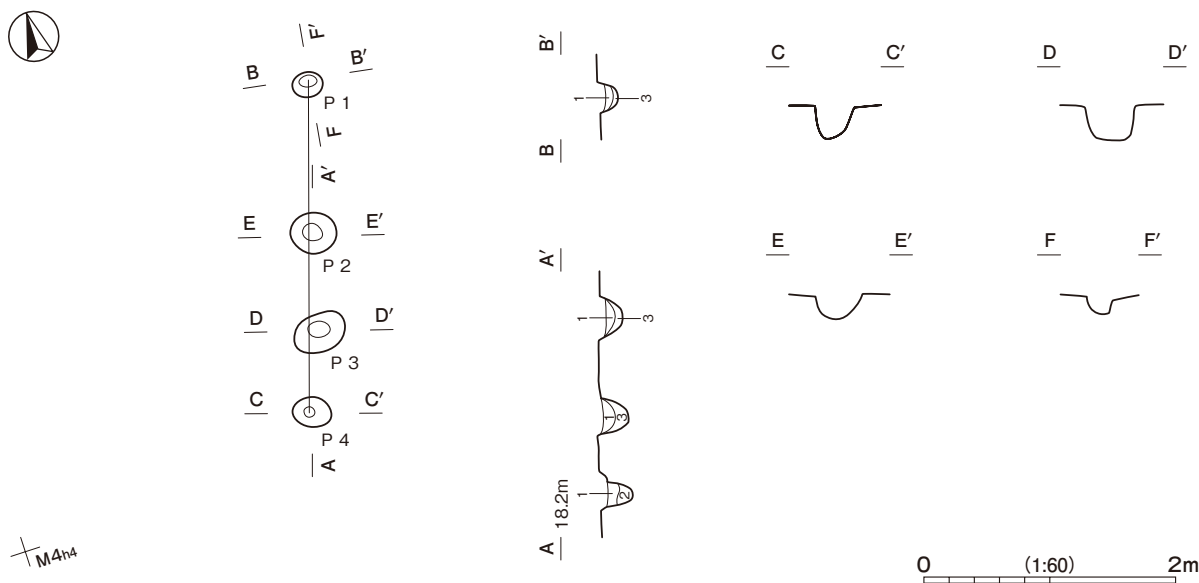 F′
B B′
P 1
F
A′
E E′
P 2
D D′
P 3
C C′
P 4
A
M4h4
B′
1 3
B
A′
1 3
1 3
1 2
A 18.2m
C C′
D D′
E E′
F F′
0 (1:60) 2m